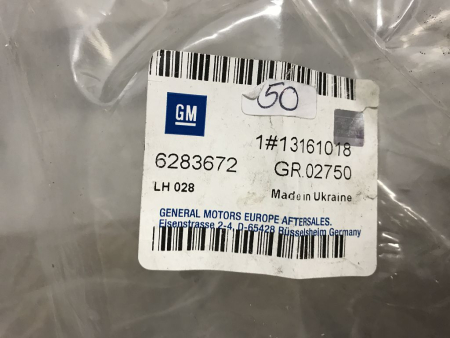 50
GM
1#13161018
6283672 GR.02750
LH 028 Made in Ukraine
GENERAL MOTORS EUROPE AFTERSALES.
Eisenstrasse 2-4, D-65428 Rüsselsheim Germany